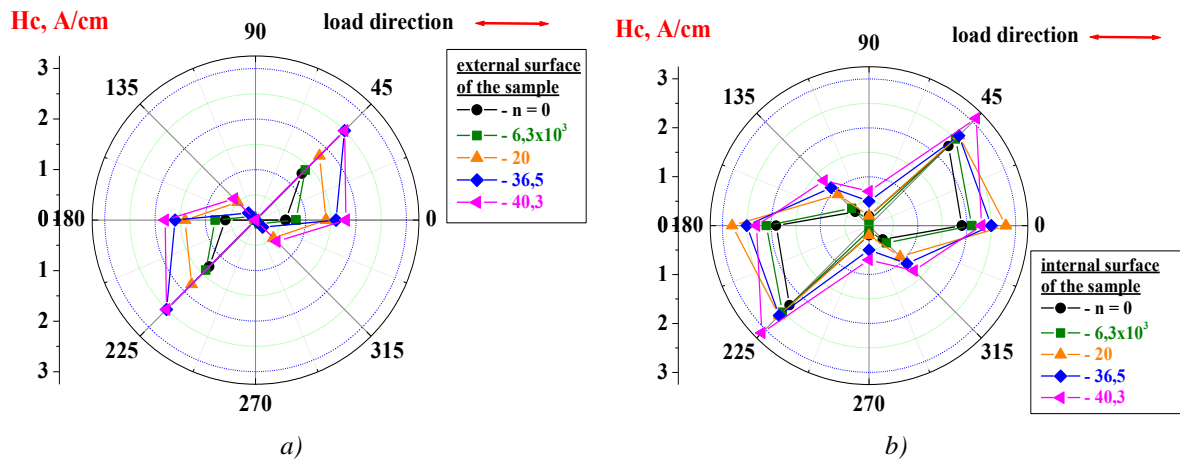 Hc, A/cm
load direction
90
135
45
3
2
1
0
180
0
1
2
3
225
315
270
external surface
of the sample
- n = 0
- 6,3x10³
- 20
- 36,5
- 40,3
a)
Hc, A/cm
load direction
90
135
45
3
2
1
0
180
0
1
2
3
225
315
270
internal surface
of the sample
- n = 0
- 6,3x10³
- 20
- 36,5
- 40,3
b)